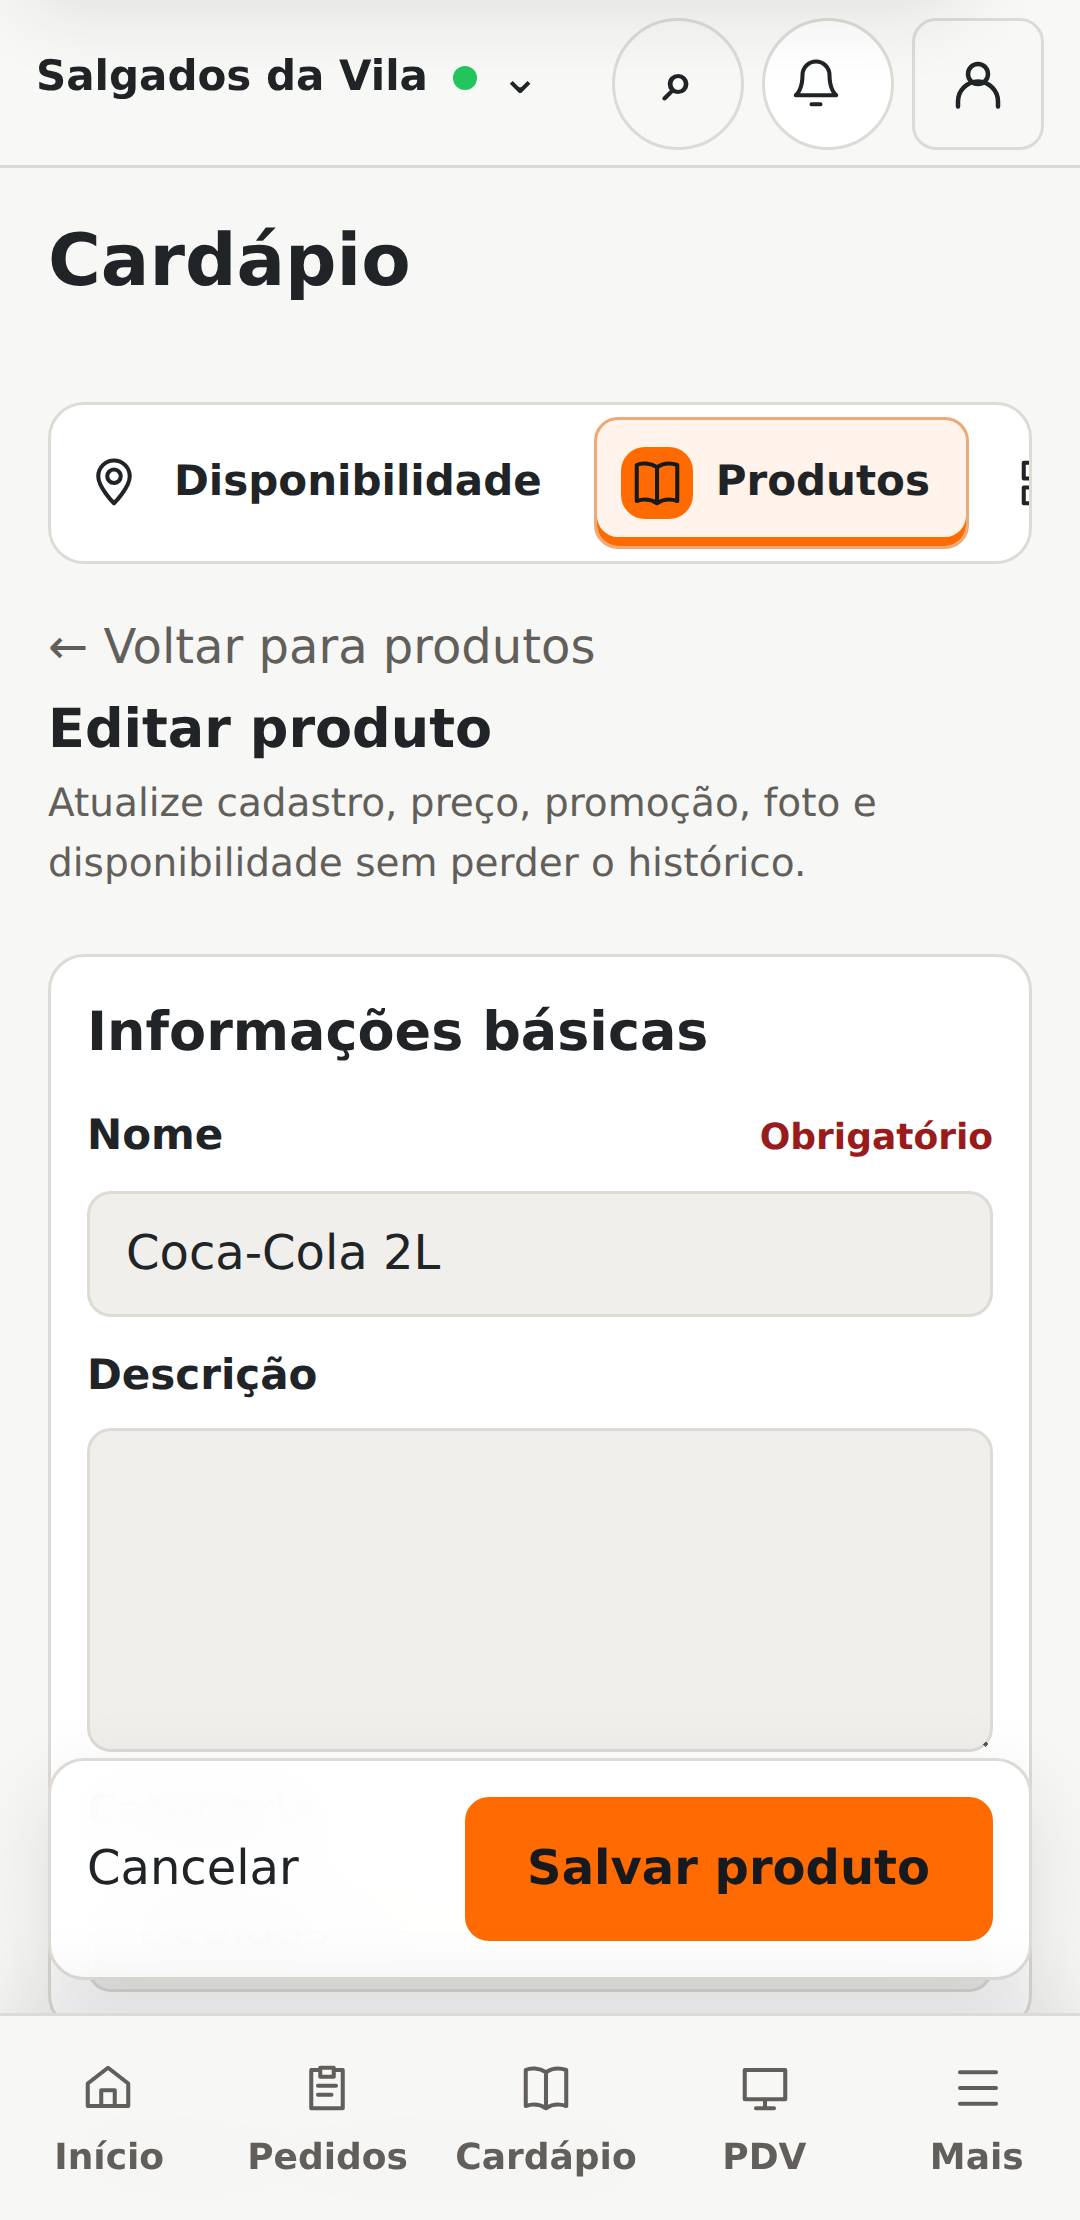 Salgados da Vila
Cardápio
Disponibilidade
Produtos
← Voltar para produtos
Editar produto
Atualize cadastro, preço, promoção, foto e
disponibilidade sem perder o histórico.
Informações básicas
Nome
Obrigatório
Coca-Cola 2L
Descrição
Cancelar
Salvar produto
Início
Pedidos
Cardápio
PDV
Mais